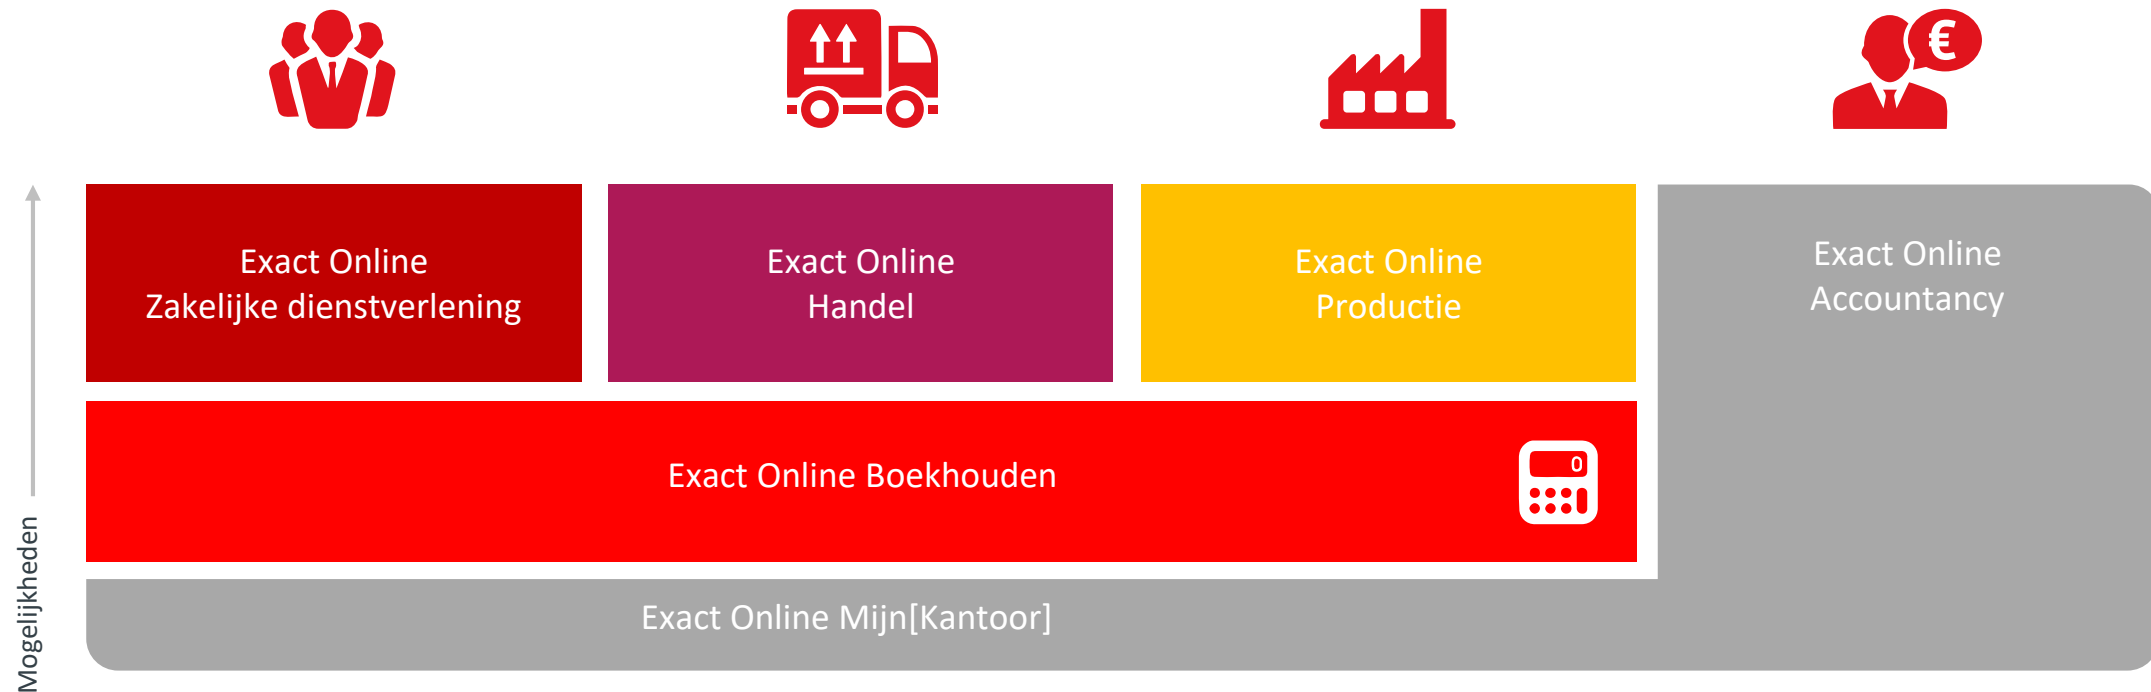 €
Exact Online
Zakelijke dienstverlening
Exact Online
Handel
Exact Online
Productie
Exact Online
Accountancy
Exact Online Boekhouden
0
Exact Online Mijn[Kantoor]
Mogelijkheden